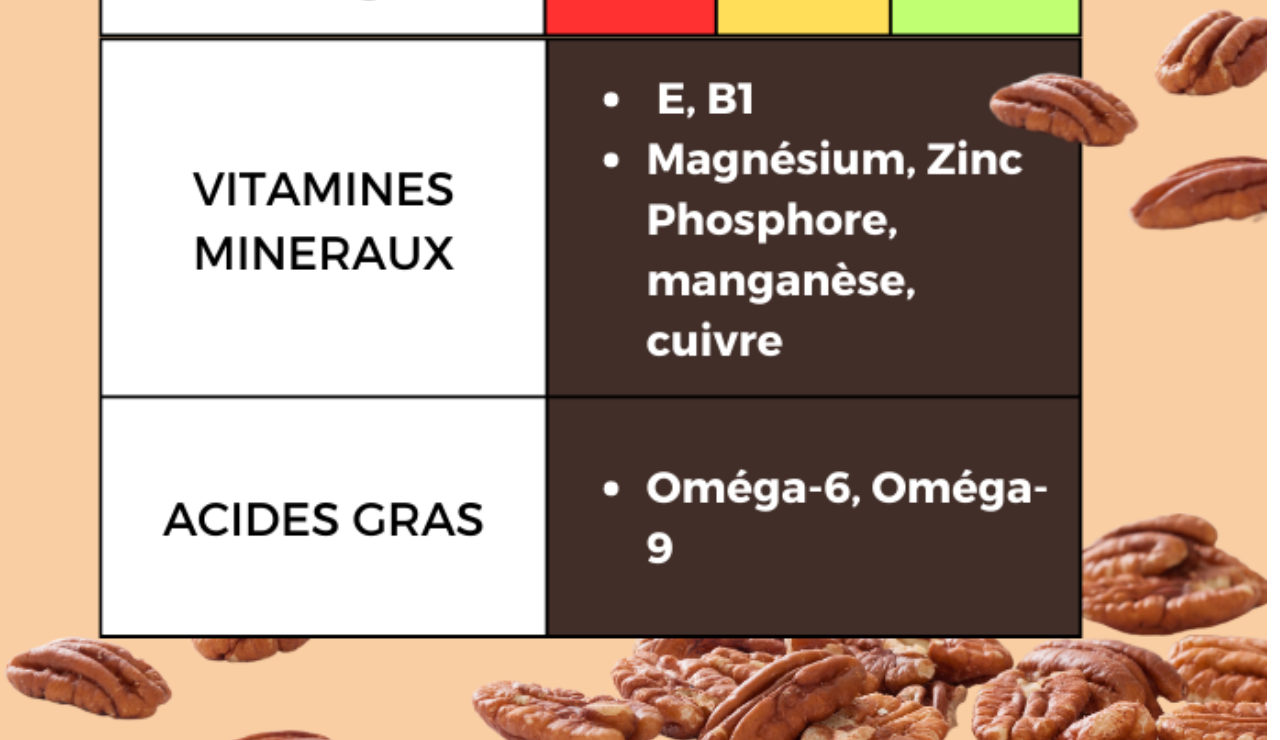 VITAMINES
MINERAUX
• E, B1
• Magnésium, Zinc
Phosphore,
manganèse,
cuivre
ACIDES GRAS
• Oméga-6, Oméga-
9